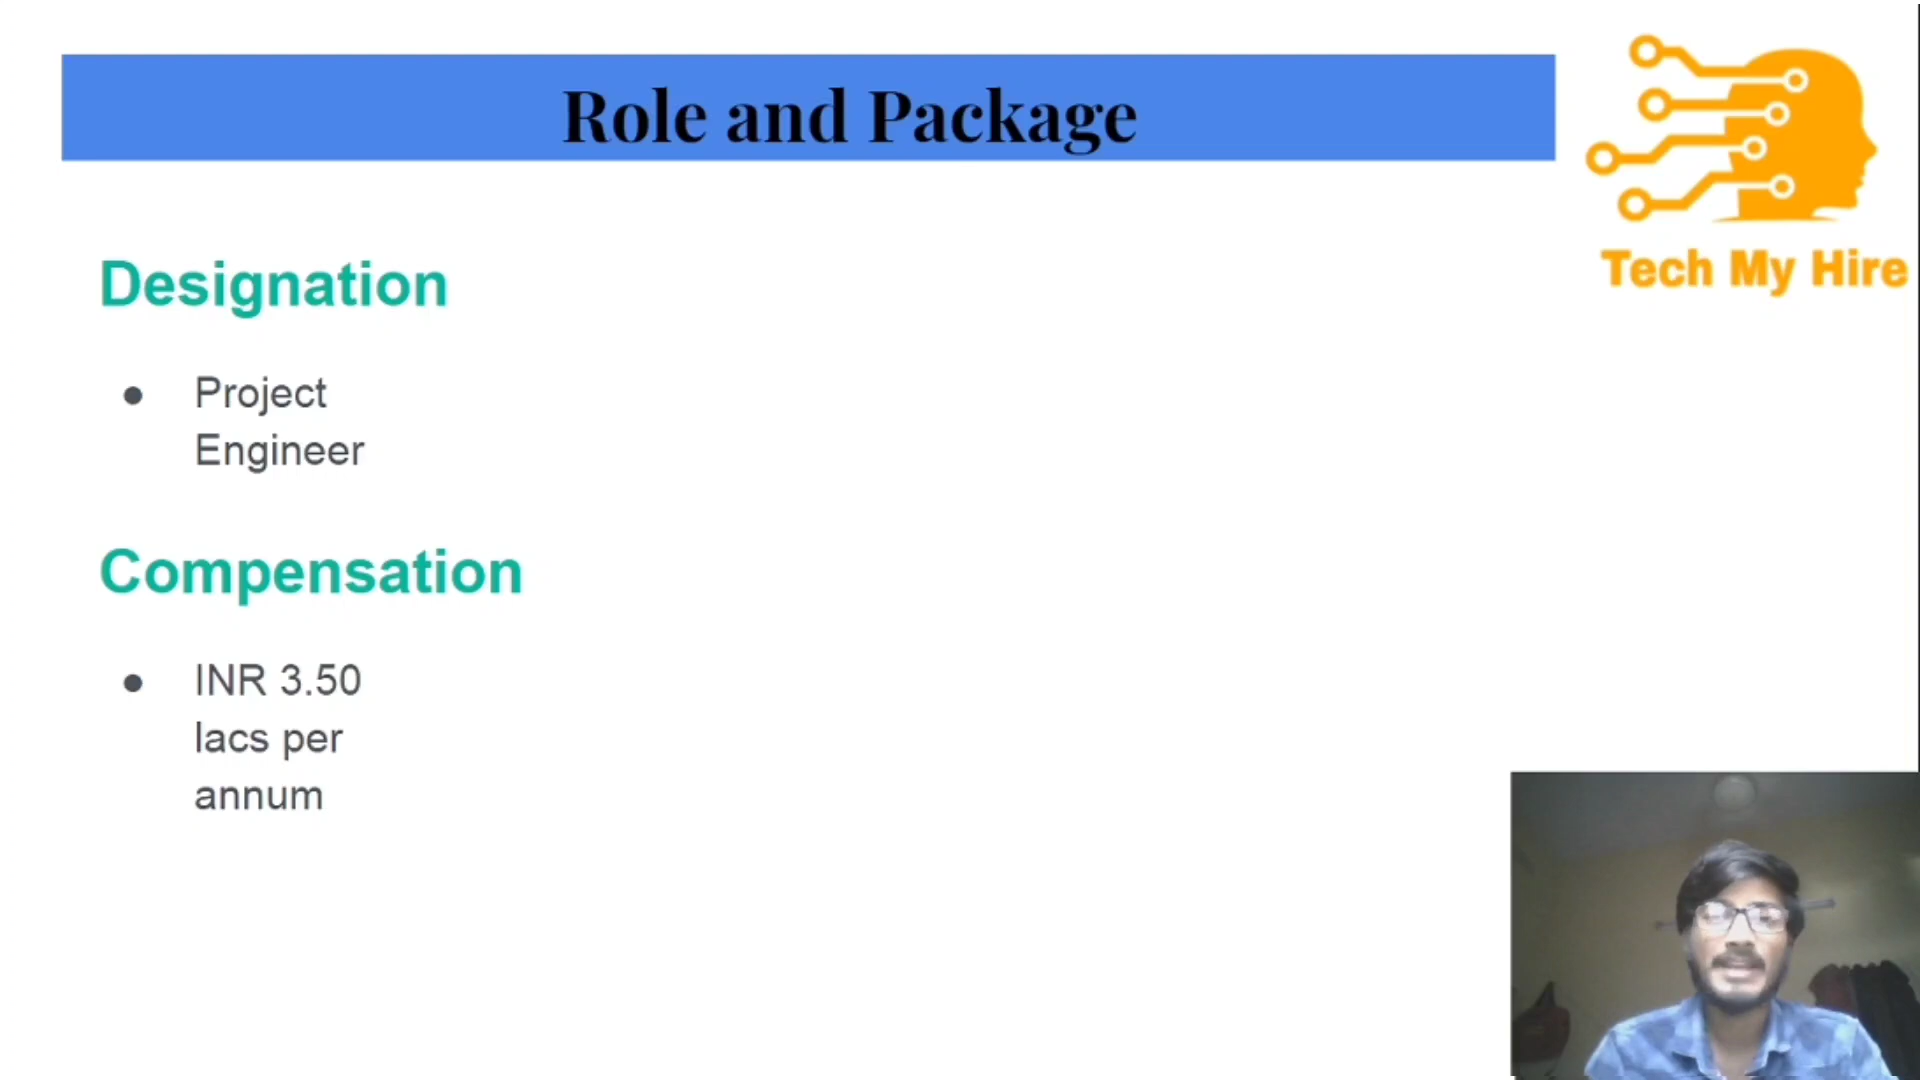 Role and Package
Tech My Hire
Designation
● Project
Engineer
Compensation
● INR 3.50
lacs per
annum